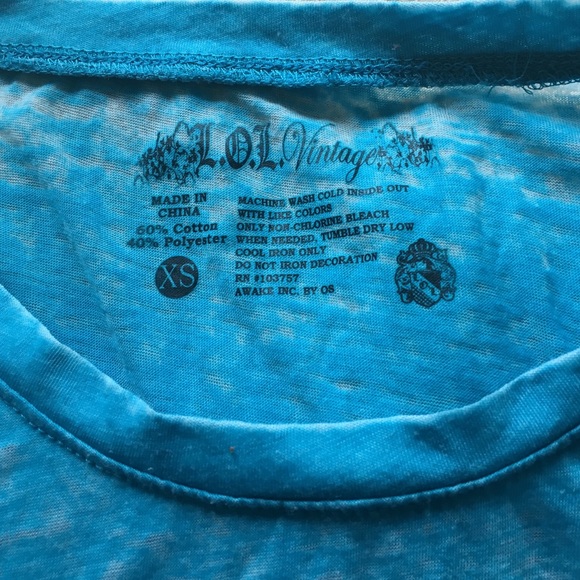 L.O.L. Vintage
MADE IN
CHINA
60% Cotton
40% Polyester
XS
MACHINE WASH COLD INSIDE OUT
WITH LIKE COLORS
ONLY NON-CHLORINE BLEACH
WHEN NEEDED, TUMBLE DRY LOW
COOL IRON ONLY
DO NOT IRON DECORATION
RN #103757
AWAKE INC. BY OS